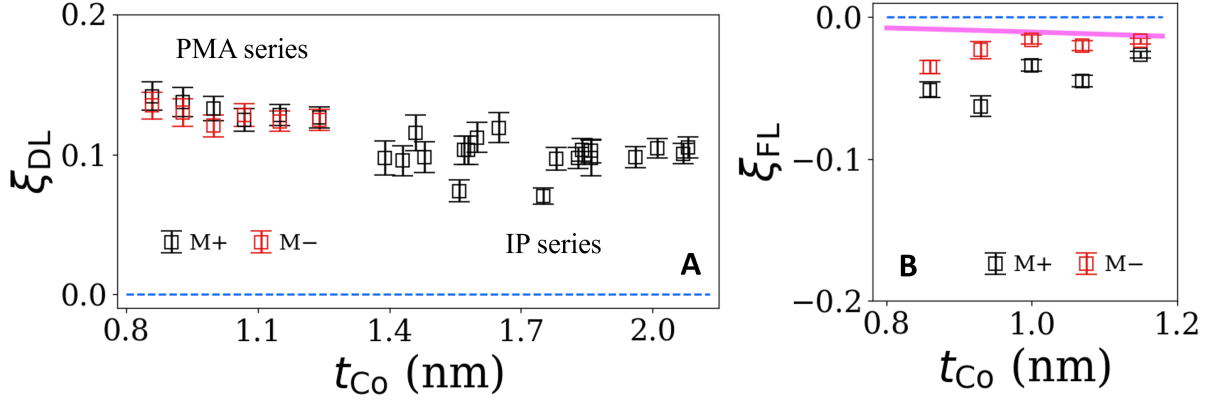 0.2
PMA series
0.1
ξDL
M+
M−
IP series
A
0.0
0.8
1.1
1.4
1.7
2.0
tCo (nm)
0.0
−0.1
ξFL
M+
M−
B
−0.2
0.8
1.0
1.2
tCo (nm)